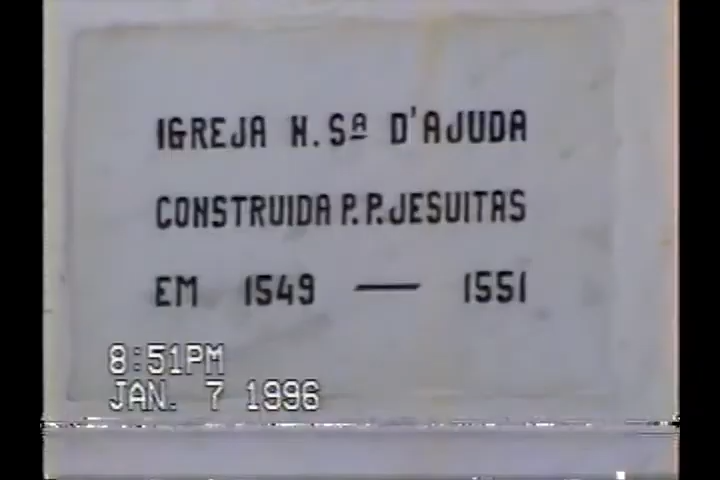 IGREJA N. Sª D'AJUDA
CONSTRUIDA P.P. JESUITAS
EM 1549 — 1551
8:51PM
JAN. 7 1996